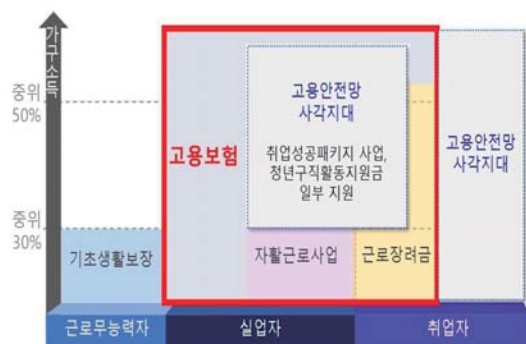 가구소득
중위
50%
중위
30%
고용보험
고용안전망
사각지대
취업성공패키지 사업,
청년구직활동지원금
일부 지원
고용안전망
사각지대
기초생활보장
자활근로사업
근로장려금
근로무능력자
실업자
취업자